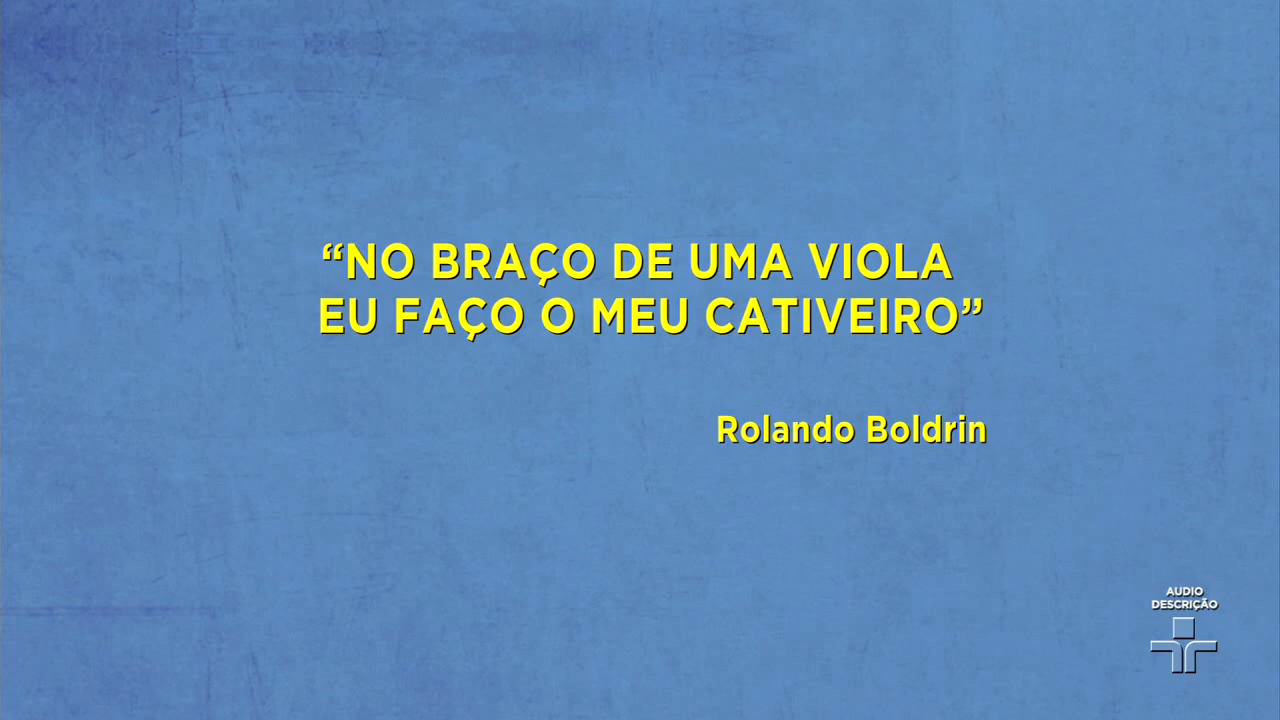 “NO BRAÇO DE UMA VIOLA
EU FAÇO O MEU CATIVEIRO”
Rolando Boldrin
AUDIO
DESCRIÇÃO